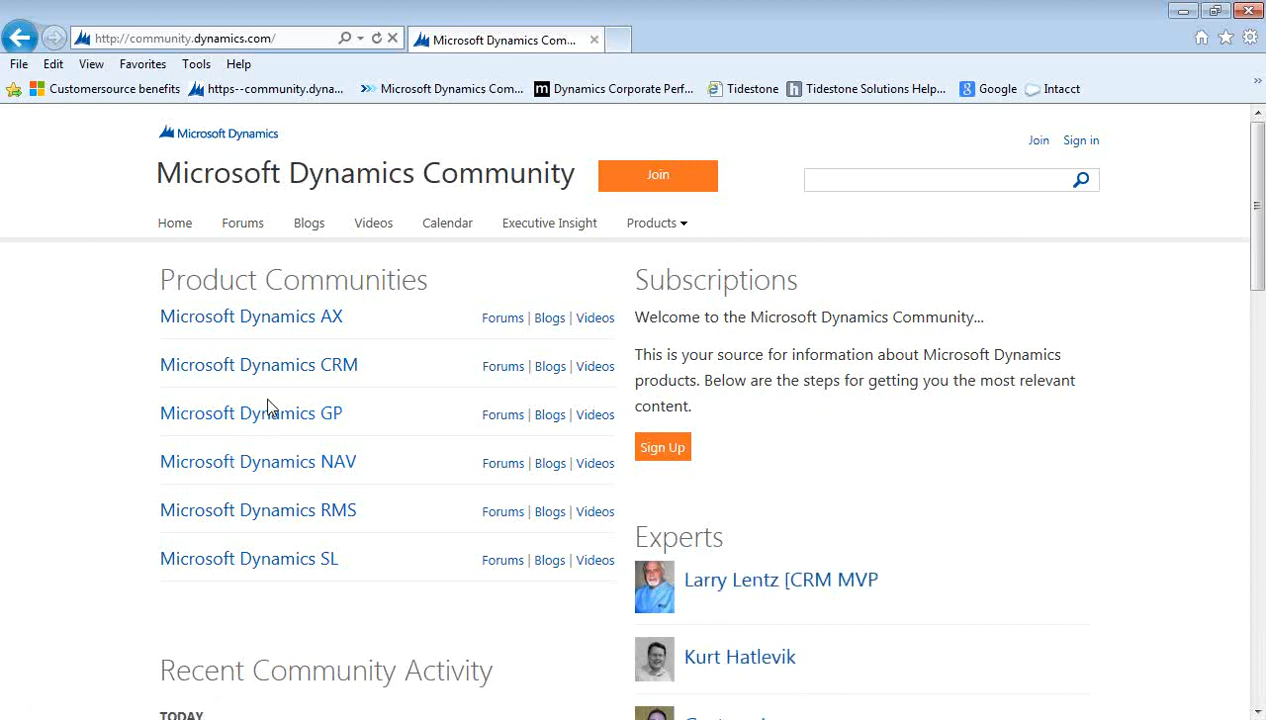 http://community.dynamics.com/
Microsoft Dynamics Com...
File Edit View Favorites Tools Help
Customersource benefits https--community.dyna... Microsoft Dynamics Com... Dynamics Corporate Perf... Tidestone Tidestone Solutions Help... Google Intacct
Microsoft Dynamics
Join Sign in
Microsoft Dynamics Community
Join
Home Forums Blogs Videos Calendar Executive Insight Products
Product Communities
Microsoft Dynamics AX Forums | Blogs | Videos
Microsoft Dynamics CRM Forums | Blogs | Videos
Microsoft Dynamics GP Forums | Blogs | Videos
Microsoft Dynamics NAV Forums | Blogs | Videos
Microsoft Dynamics RMS Forums | Blogs | Videos
Microsoft Dynamics SL Forums | Blogs | Videos
Recent Community Activity
TODAY
Subscriptions
Welcome to the Microsoft Dynamics Community...
This is your source for information about Microsoft Dynamics
products. Below are the steps for getting you the most relevant
content.
Sign Up
Experts
Larry Lentz [CRM MVP
Kurt Hatlevik